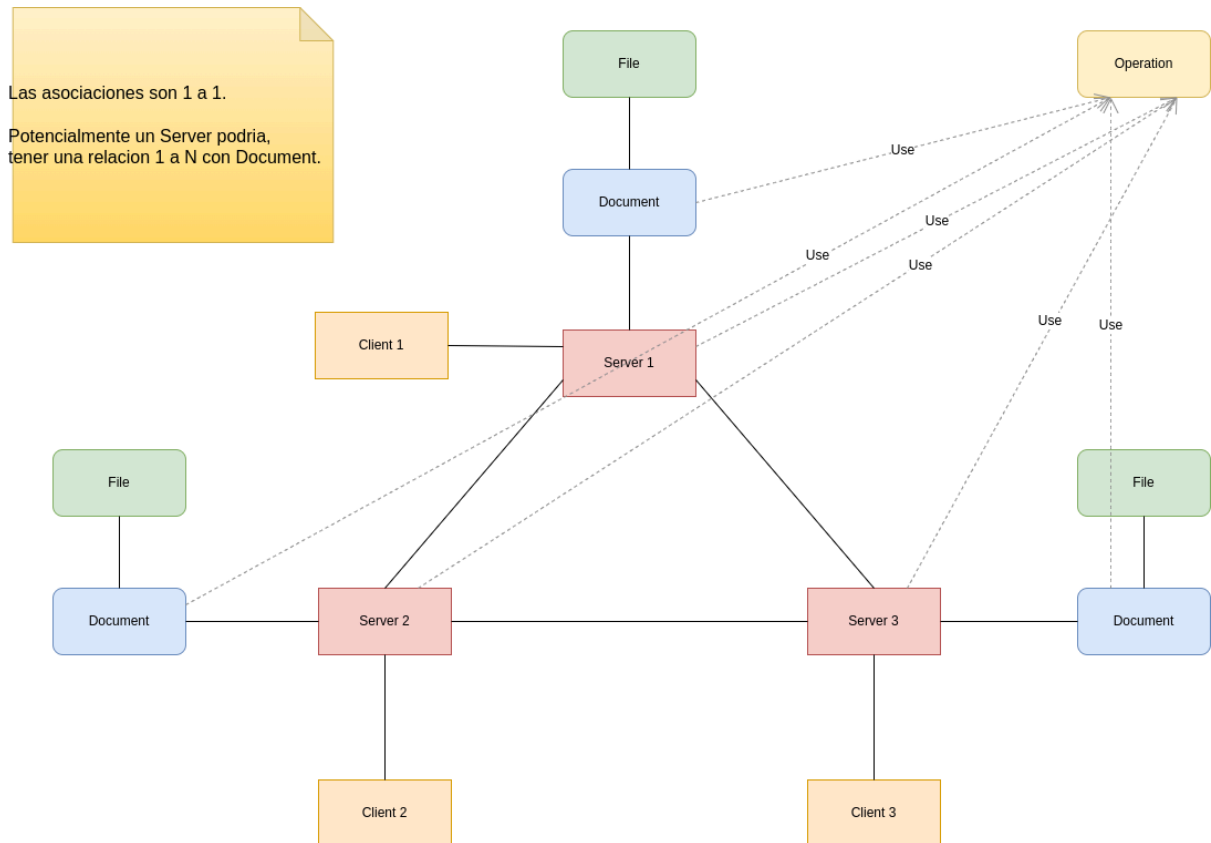 Las asociaciones son 1 a 1.
Potencialmente un Server podria,
tener una relacion 1 a N con Document.
File
Operation
Use
Document
Use
Use
Use
Client 1
Server 1
Use
Use
File
File
Document
Server 2
Server 3
Document
Client 2
Client 3